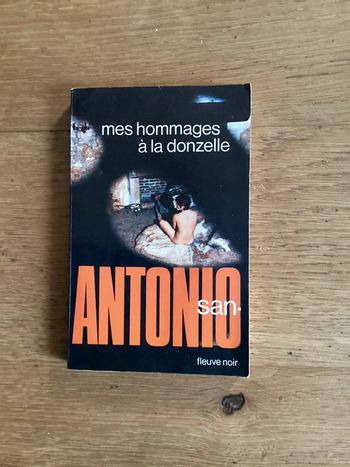 mes hommages
à la donzelle
san-
ANTONIO
fleuve noir